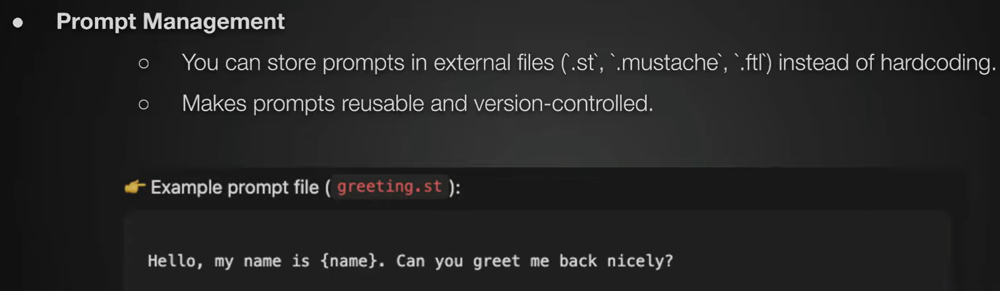 ● Prompt Management
○ You can store prompts in external files (`.st`, `.mustache`, `.ftl`) instead of hardcoding.
○ Makes prompts reusable and version-controlled.
👉 Example prompt file ( greeting.st ):
Hello, my name is {name}. Can you greet me back nicely?